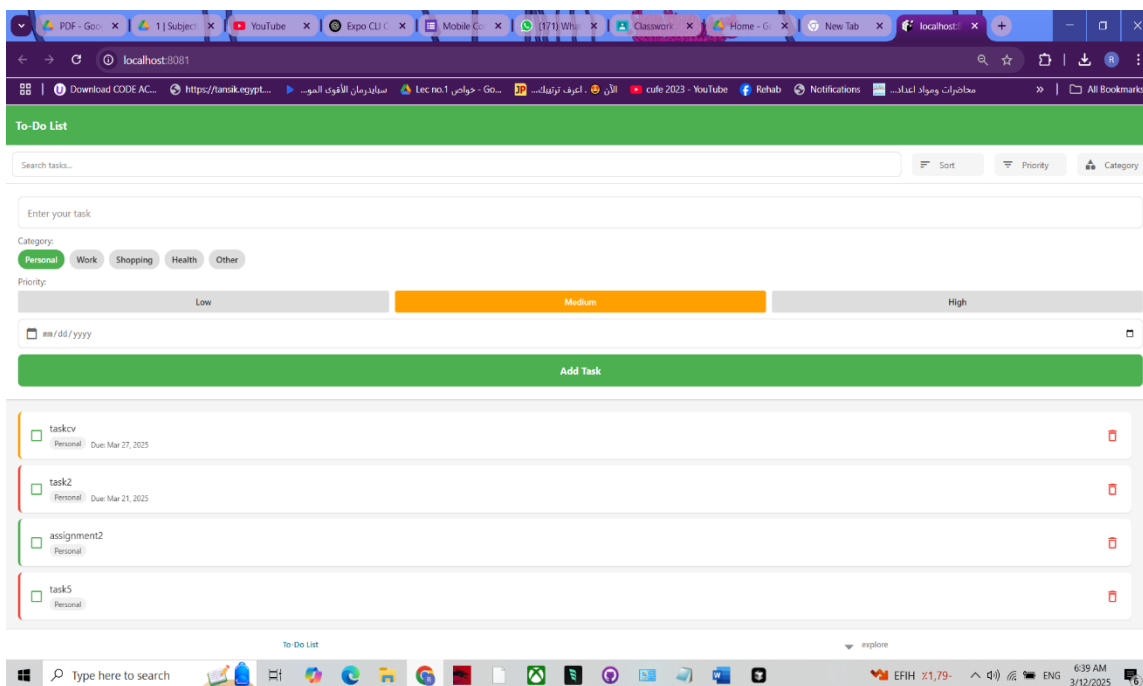 PDF - Goo
1 | Subject
YouTube
Expo CLI C
Mobile Co
(171) Wha
Classwork
Home - G
New Tab
localhost:8
localhost:8081
R
Download CODE AC...
https://tansik.egypt....
سبايدرمان الأقوى المو...
Lec no.1 خواص - Go...
الآن 🤩 . اعرف ترتيبك...
cufe 2023 - YouTube
Rehab
Notifications
محاضرات ومواد اعداد...
»
All Bookmarks
To-Do List
Search tasks...
Sort
Priority
Category
Enter your task
Category:
Personal
Work
Shopping
Health
Other
Priority:
Low
Medium
High
mm/dd/yyyy
Add Task
taskcv
Personal Due: Mar 27, 2025
task2
Personal Due: Mar 21, 2025
assignment2
Personal
task5
Personal
To-Do List
explore
Type here to search
EFIH ٪1,79-
ENG
6:39 AM
3/12/2025
6